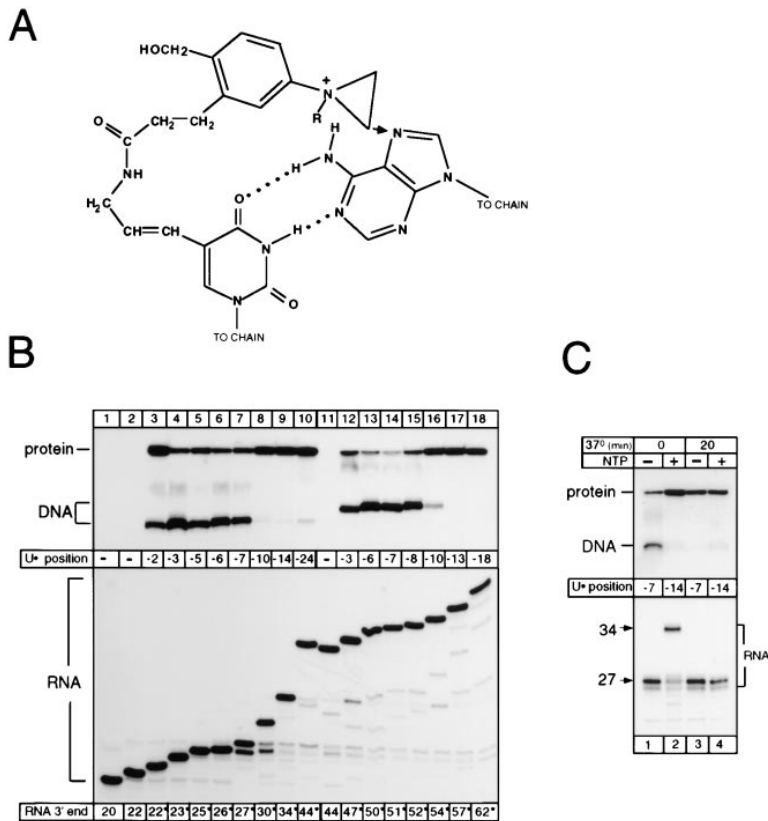 A
HOCH2
N
+
R
O
C
CH2–CH2
NH
H2C
CH=CH
C
O
N
H
H
N
H
N
N
N
N
N
O
TO CHAIN
TO CHAIN
B
1 2 3 4 5 6 7 8 9 10 11 12 13 14 15 16 17 18
protein
DNA
U• position - - -2 -3 -5 -6 -7 -10 -14 -24 - -3 -6 -7 -8 -10 -13 -18
RNA
RNA 3' end 20 22 22• 23• 25• 26• 27• 30• 34• 44• 44 47• 50• 51• 52• 54• 57• 62•
C
37⁰ (min) 0 20
NTP - + - +
protein
DNA
U• position -7 -14 -7 -14
34
RNA
27
1 2 3 4